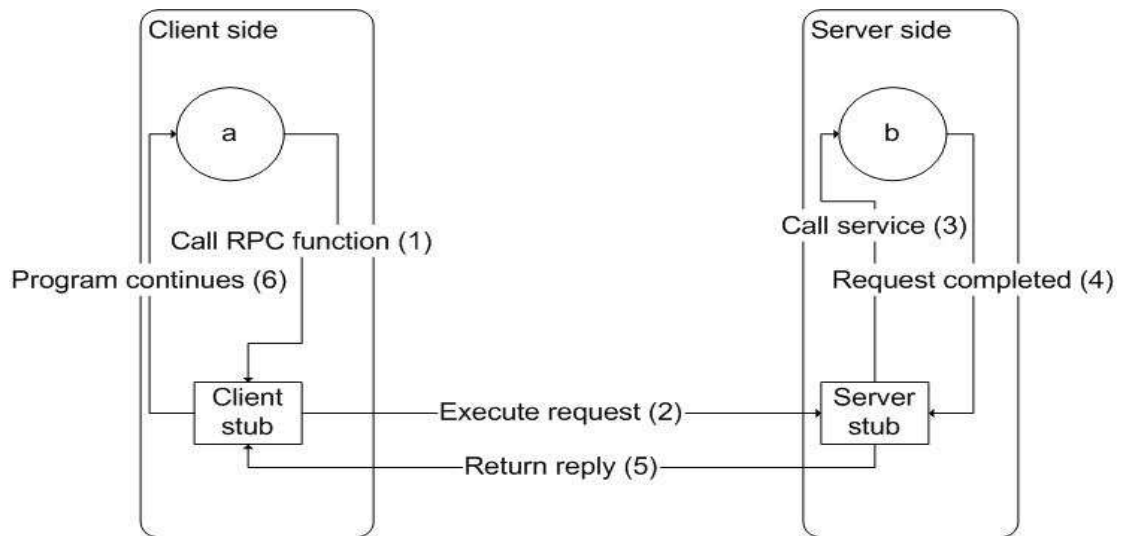 Client side
Server side
a
b
Call RPC function (1)
Call service (3)
Program continues (6)
Request completed (4)
Client
stub
Execute request (2)
Server
stub
Return reply (5)